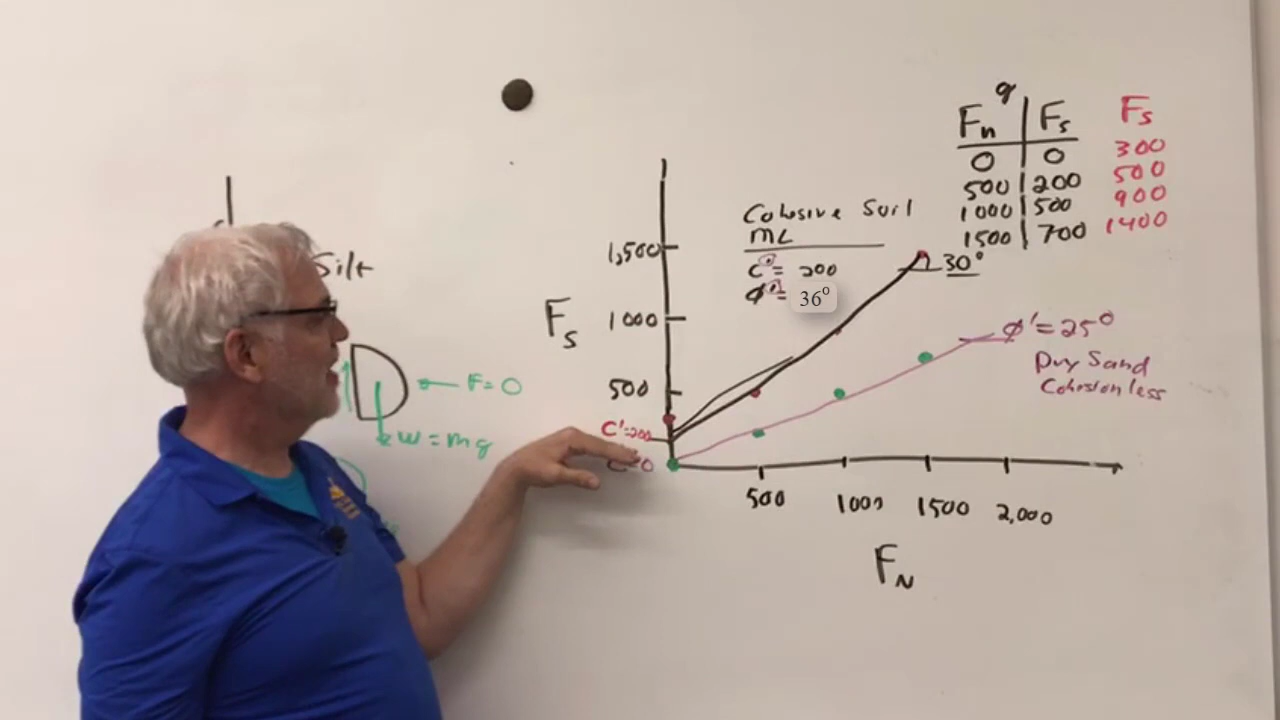 Silt
F=0
W=mg
Fn g | Fs Fs
0 | 0 300
500 | 200 500
1000 | 500 900
1500 | 700 1400
Cohesive Soil
ML
C' = 200
φ' = 36°
30°
φ'=25°
Dry Sand
Cohesionless
Fs
1,500
1000
500
C'=200
C=0
500 1000 1500 2,000
FN